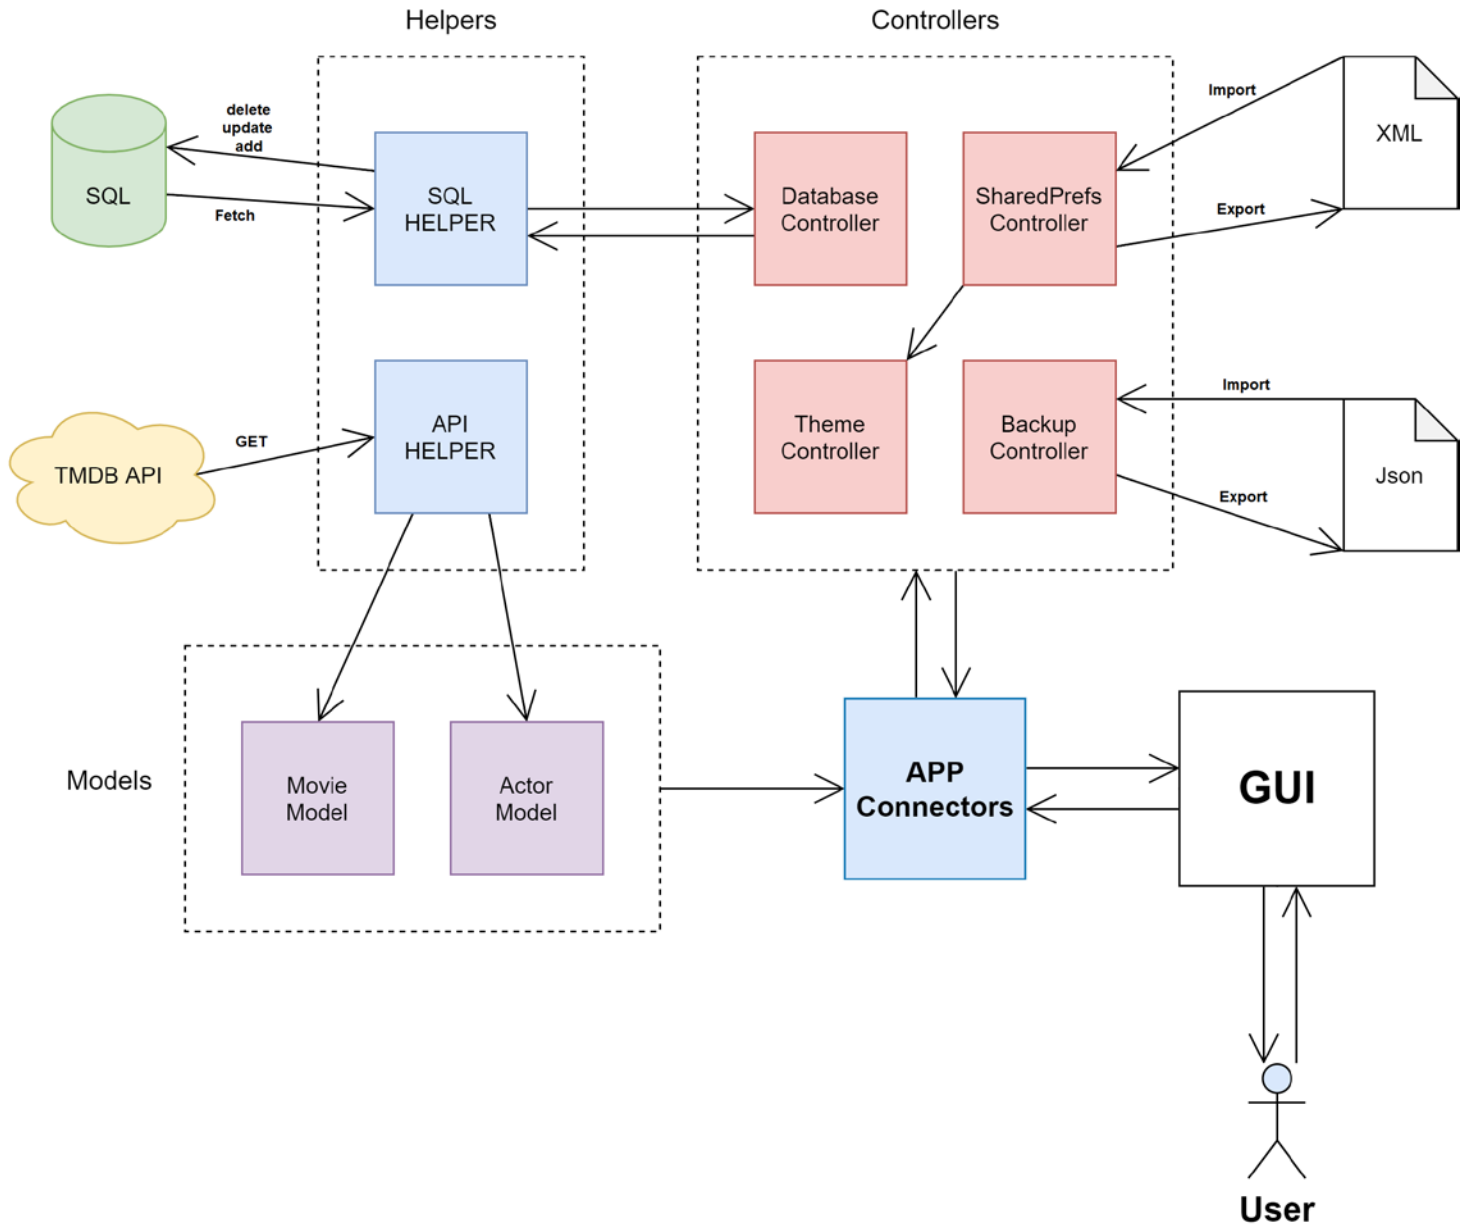 Helpers
Controllers
delete
update
add
SQL
Fetch
SQL
HELPER
Database
Controller
SharedPrefs
Controller
Import
Export
XML
TMDB API
GET
API
HELPER
Theme
Controller
Backup
Controller
Import
Export
Json
Models
Movie
Model
Actor
Model
APP
Connectors
GUI
User